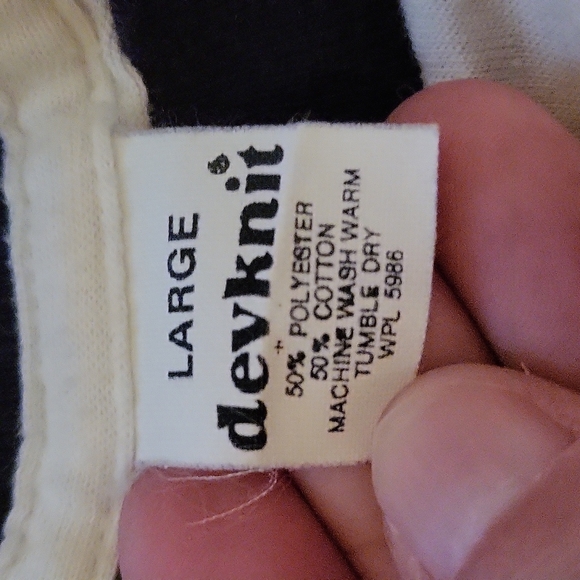 LARGE
devknit
50% POLYESTER
50% COTTON
MACHINE WASH WARM
TUMBLE DRY
WPL 5986